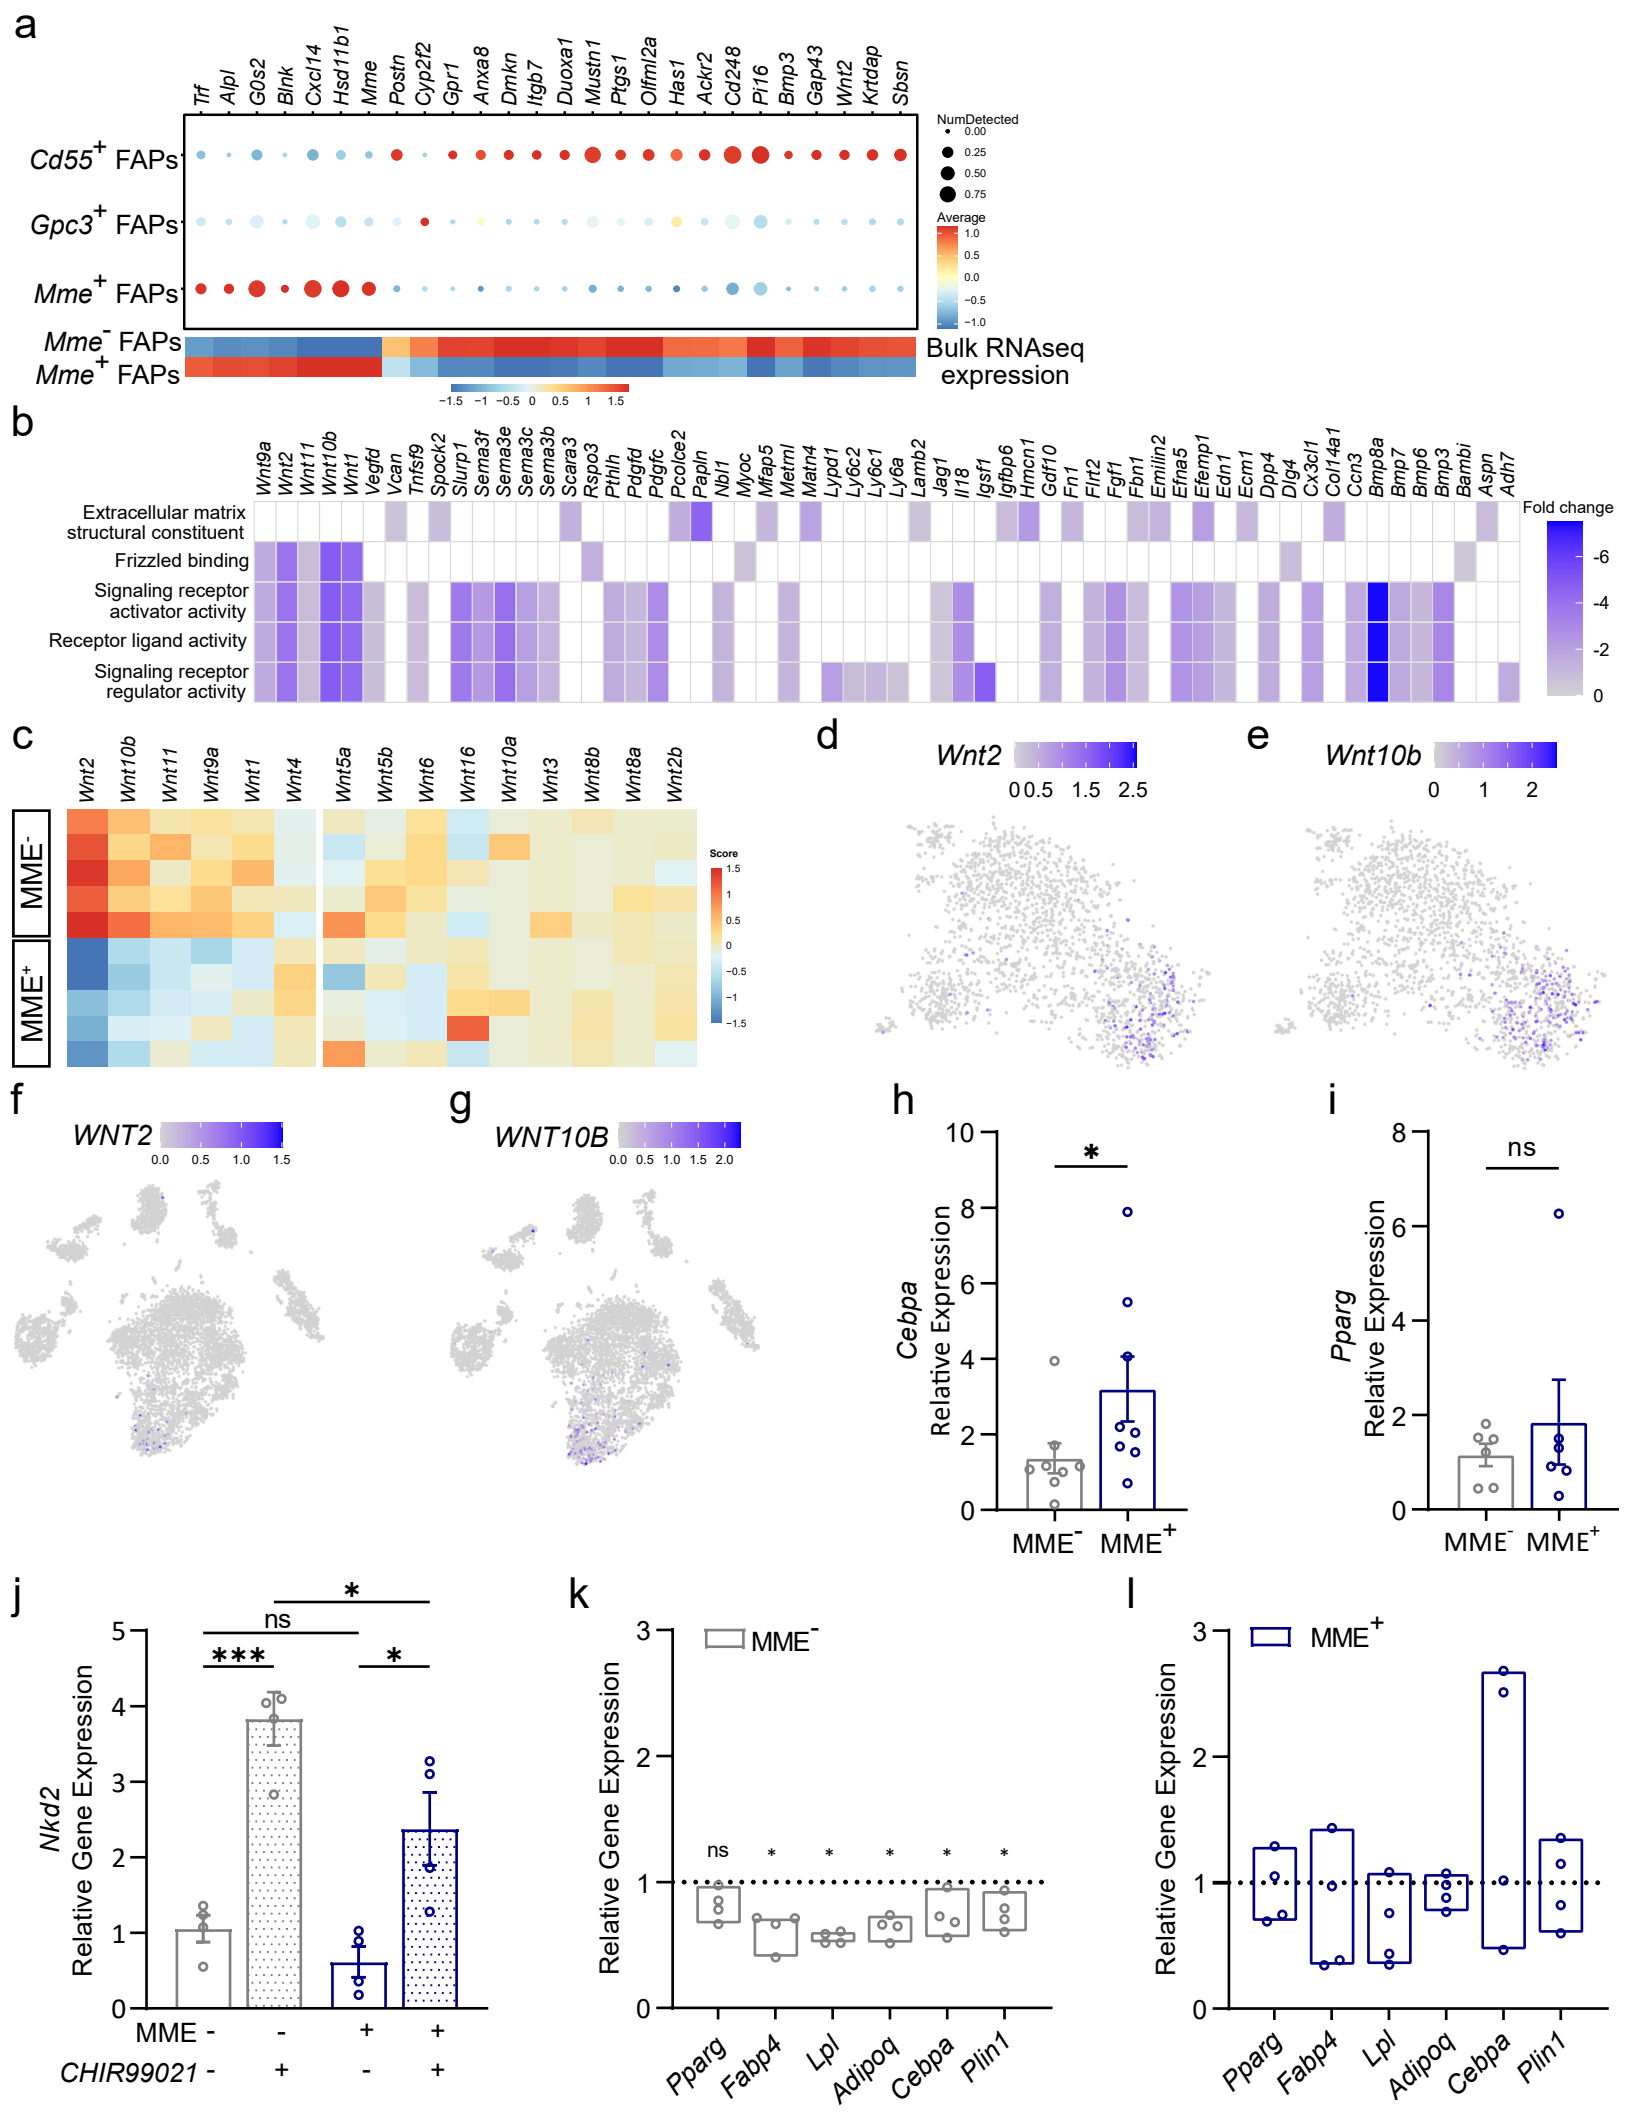 a
Trf Alpl G0s2 Blnk Cxcl14 Hsd11b1 Mme Postn Cyp2f2 Gpr1 Anxa8 Dmkn Itgb7 Duoxa1 Mustn1 Ptgs1 Olfml2a Has1 Ackr2 Cd248 Pi16 Bmp3 Gap43 Wnt2 Krtdap Sbsn
Cd55+ FAPs
Gpc3+ FAPs
Mme+ FAPs
NumDetected
0.00
0.25
0.50
0.75
Average
1.0
0.5
0.0
−0.5
−1.0
Mme- FAPs
Mme+ FAPs
Bulk RNAseq
expression
−1.5 −1 −0.5 0 0.5 1 1.5
b
Wnt9a Wnt2 Wnt11 Wnt10b Wnt1 Vegfd Vcan Tnfsf9 Spock2 Slurp1 Sema3f Sema3e Sema3c Sema3b Scara3 Rspo3 Pthlh Pdgfd Pdgfc Pcolce2 Papln Nbl1 Myoc Mfap5 Metrnl Matn4 Lypd1 Ly6c2 Ly6c1 Ly6a Lamb2 Jag1 Il18 Igsf1 Igfbp6 Hmcn1 Gdf10 Fn1 Flrt2 Fgf1 Fbn1 Emilin2 Efna5 Efemp1 Edn1 Ecm1 Dpp4 Dlg4 Cx3cl1 Col14a1 Ccn3 Bmp8a Bmp7 Bmp6 Bmp3 Bambi Aspn Adh7
Extracellular matrix
structural constituent
Frizzled binding
Signaling receptor
activator activity
Receptor ligand activity
Signaling receptor
regulator activity
Fold change
-6
-4
-2
0
c
Wnt2 Wnt10b Wnt11 Wnt9a Wnt1 Wnt4 Wnt5a Wnt5b Wnt6 Wnt16 Wnt10a Wnt3 Wnt8b Wnt8a Wnt2b
MME-
MME+
Score
1.5
1
0.5
0
−0.5
−1
−1.5
d
Wnt2
0 0.5 1.5 2.5
e
Wnt10b
0 1 2
f
WNT2
0.0 0.5 1.0 1.5
g
WNT10B
0.0 0.5 1.0 1.5 2.0
h
Cebpa
Relative Expression
10
8
6
4
2
0
*
MME- MME+
i
Pparg
Relative Expression
8
6
4
2
0
ns
MME- MME+
j
Nkd2
Relative Gene Expression
5
4
3
2
1
0
*
ns
*** *
MME - - + +
CHIR99021 - + - +
k
Relative Gene Expression
3
2
1
0
MME-
ns * * * * *
Pparg Fabp4 Lpl Adipoq Cebpa Plin1
l
Relative Gene Expression
3
2
1
0
MME+
Pparg Fabp4 Lpl Adipoq Cebpa Plin1